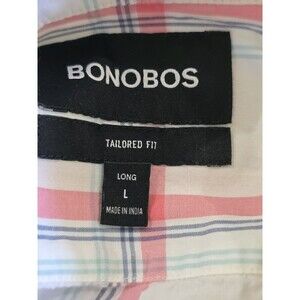 BONOBOS
TAILORED FIT
LONG
L
MADE IN INDIA